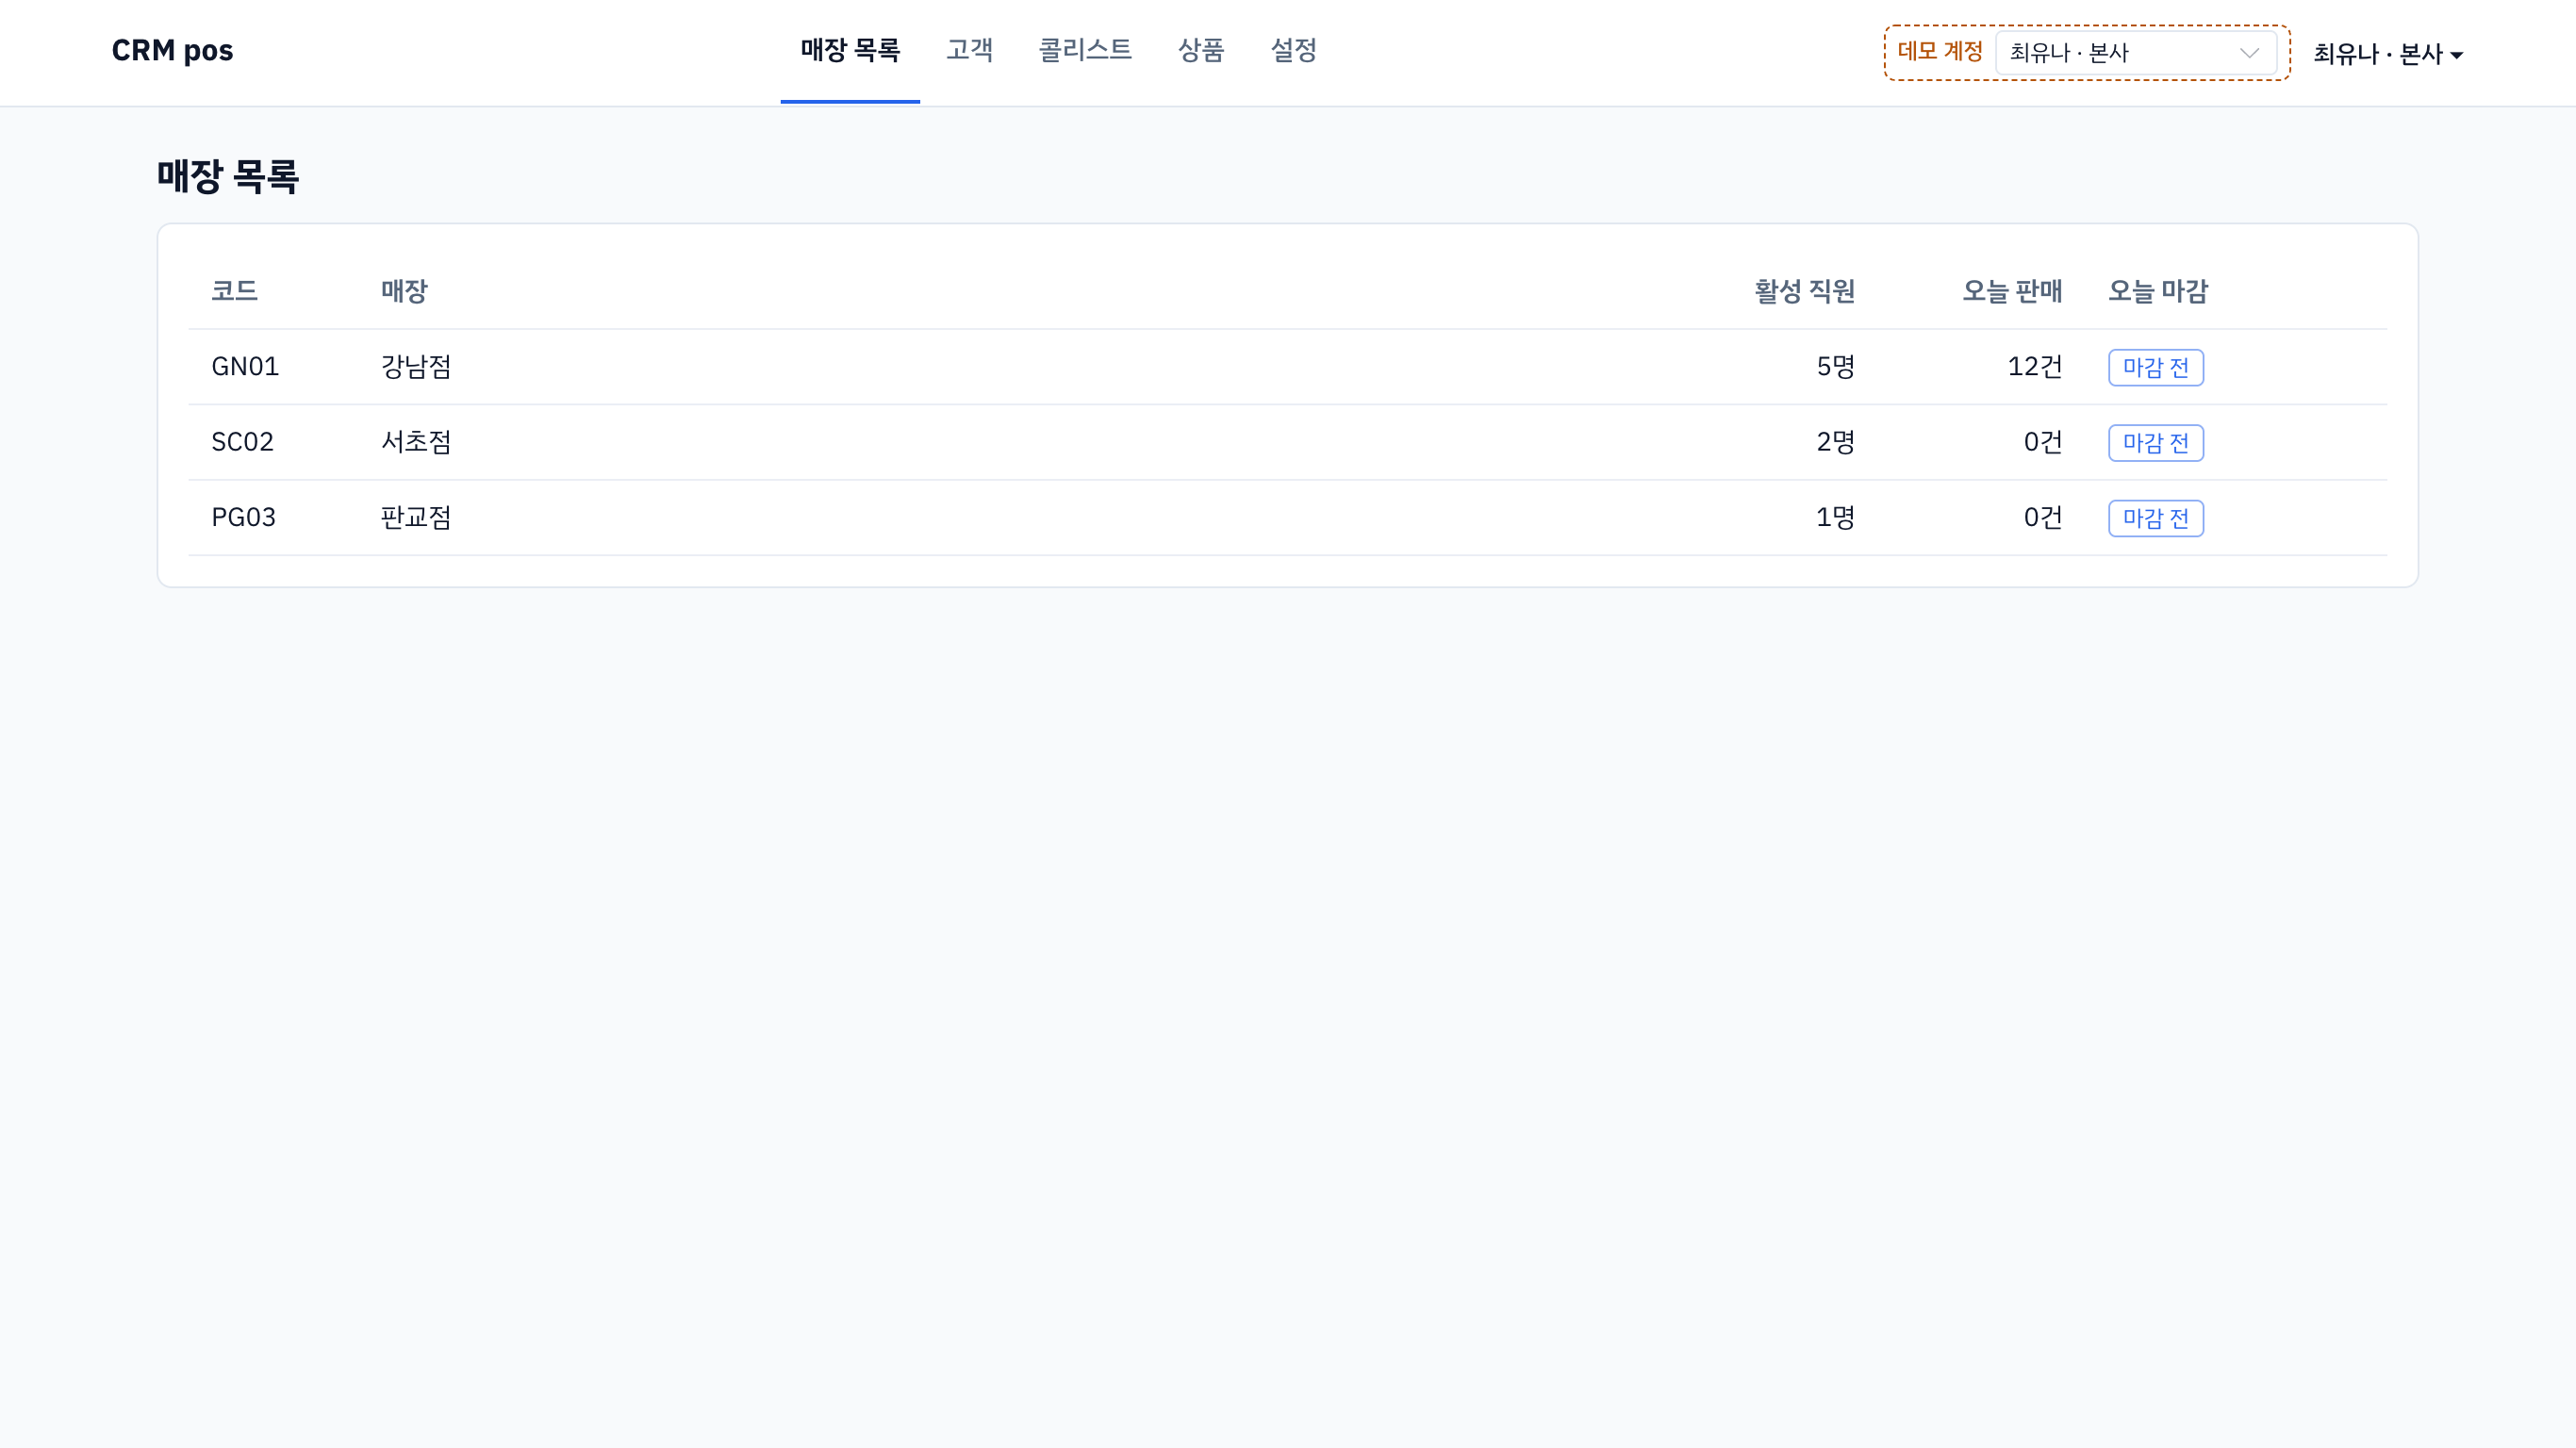 CRM pos 매장 목록 고객 콜리스트 상품 설정 데모 계정 최유나 · 본사 최유나 · 본사
매장 목록
코드 매장 활성 직원 오늘 판매 오늘 마감
GN01 강남점 5명 12건 마감 전
SC02 서초점 2명 0건 마감 전
PG03 판교점 1명 0건 마감 전